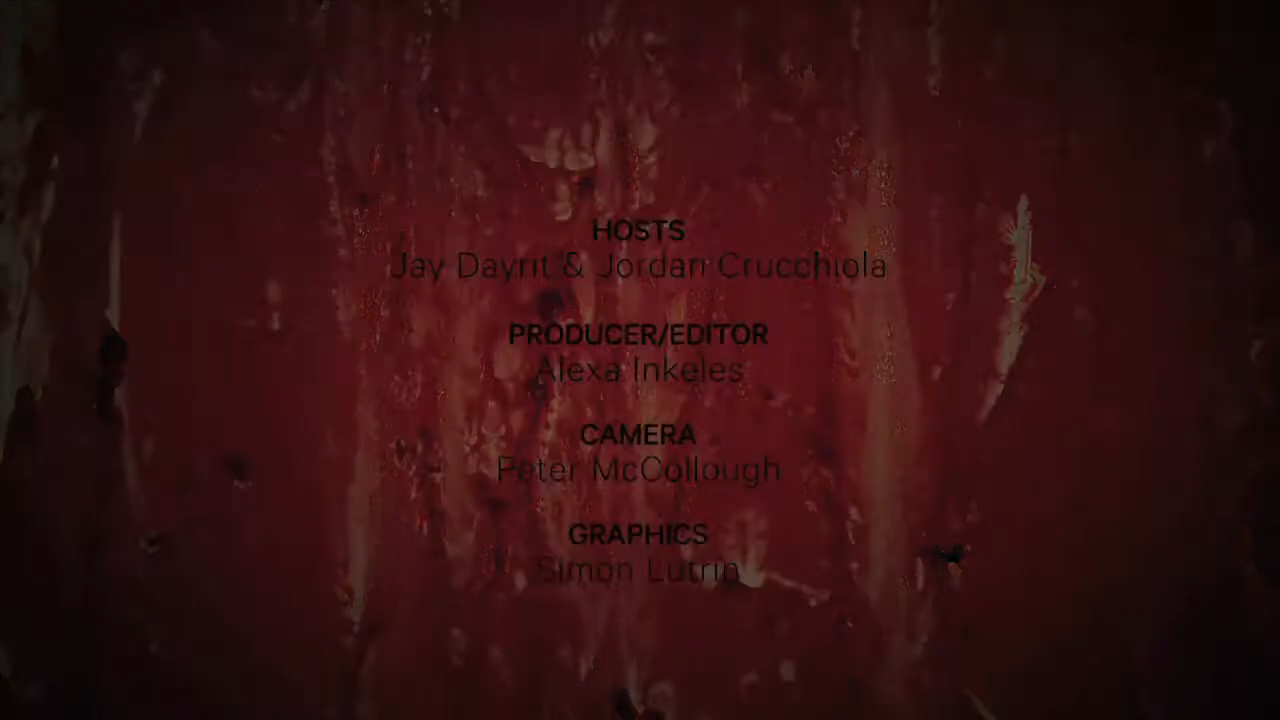 HOSTS
Jay Dayrit & Jordan Crucchiola
PRODUCER/EDITOR
Alexa Inkeles
CAMERA
Peter McCollough
GRAPHICS
Simon Lutrin